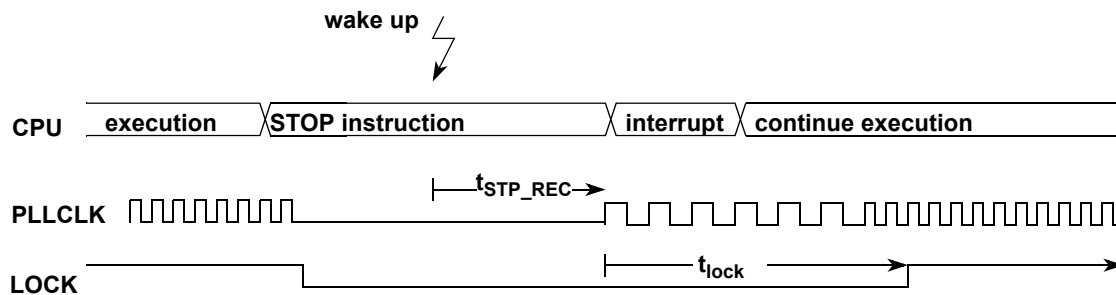 wake up
CPU execution STOP instruction interrupt continue execution
tSTP_REC
PLLCLK
tlock
LOCK